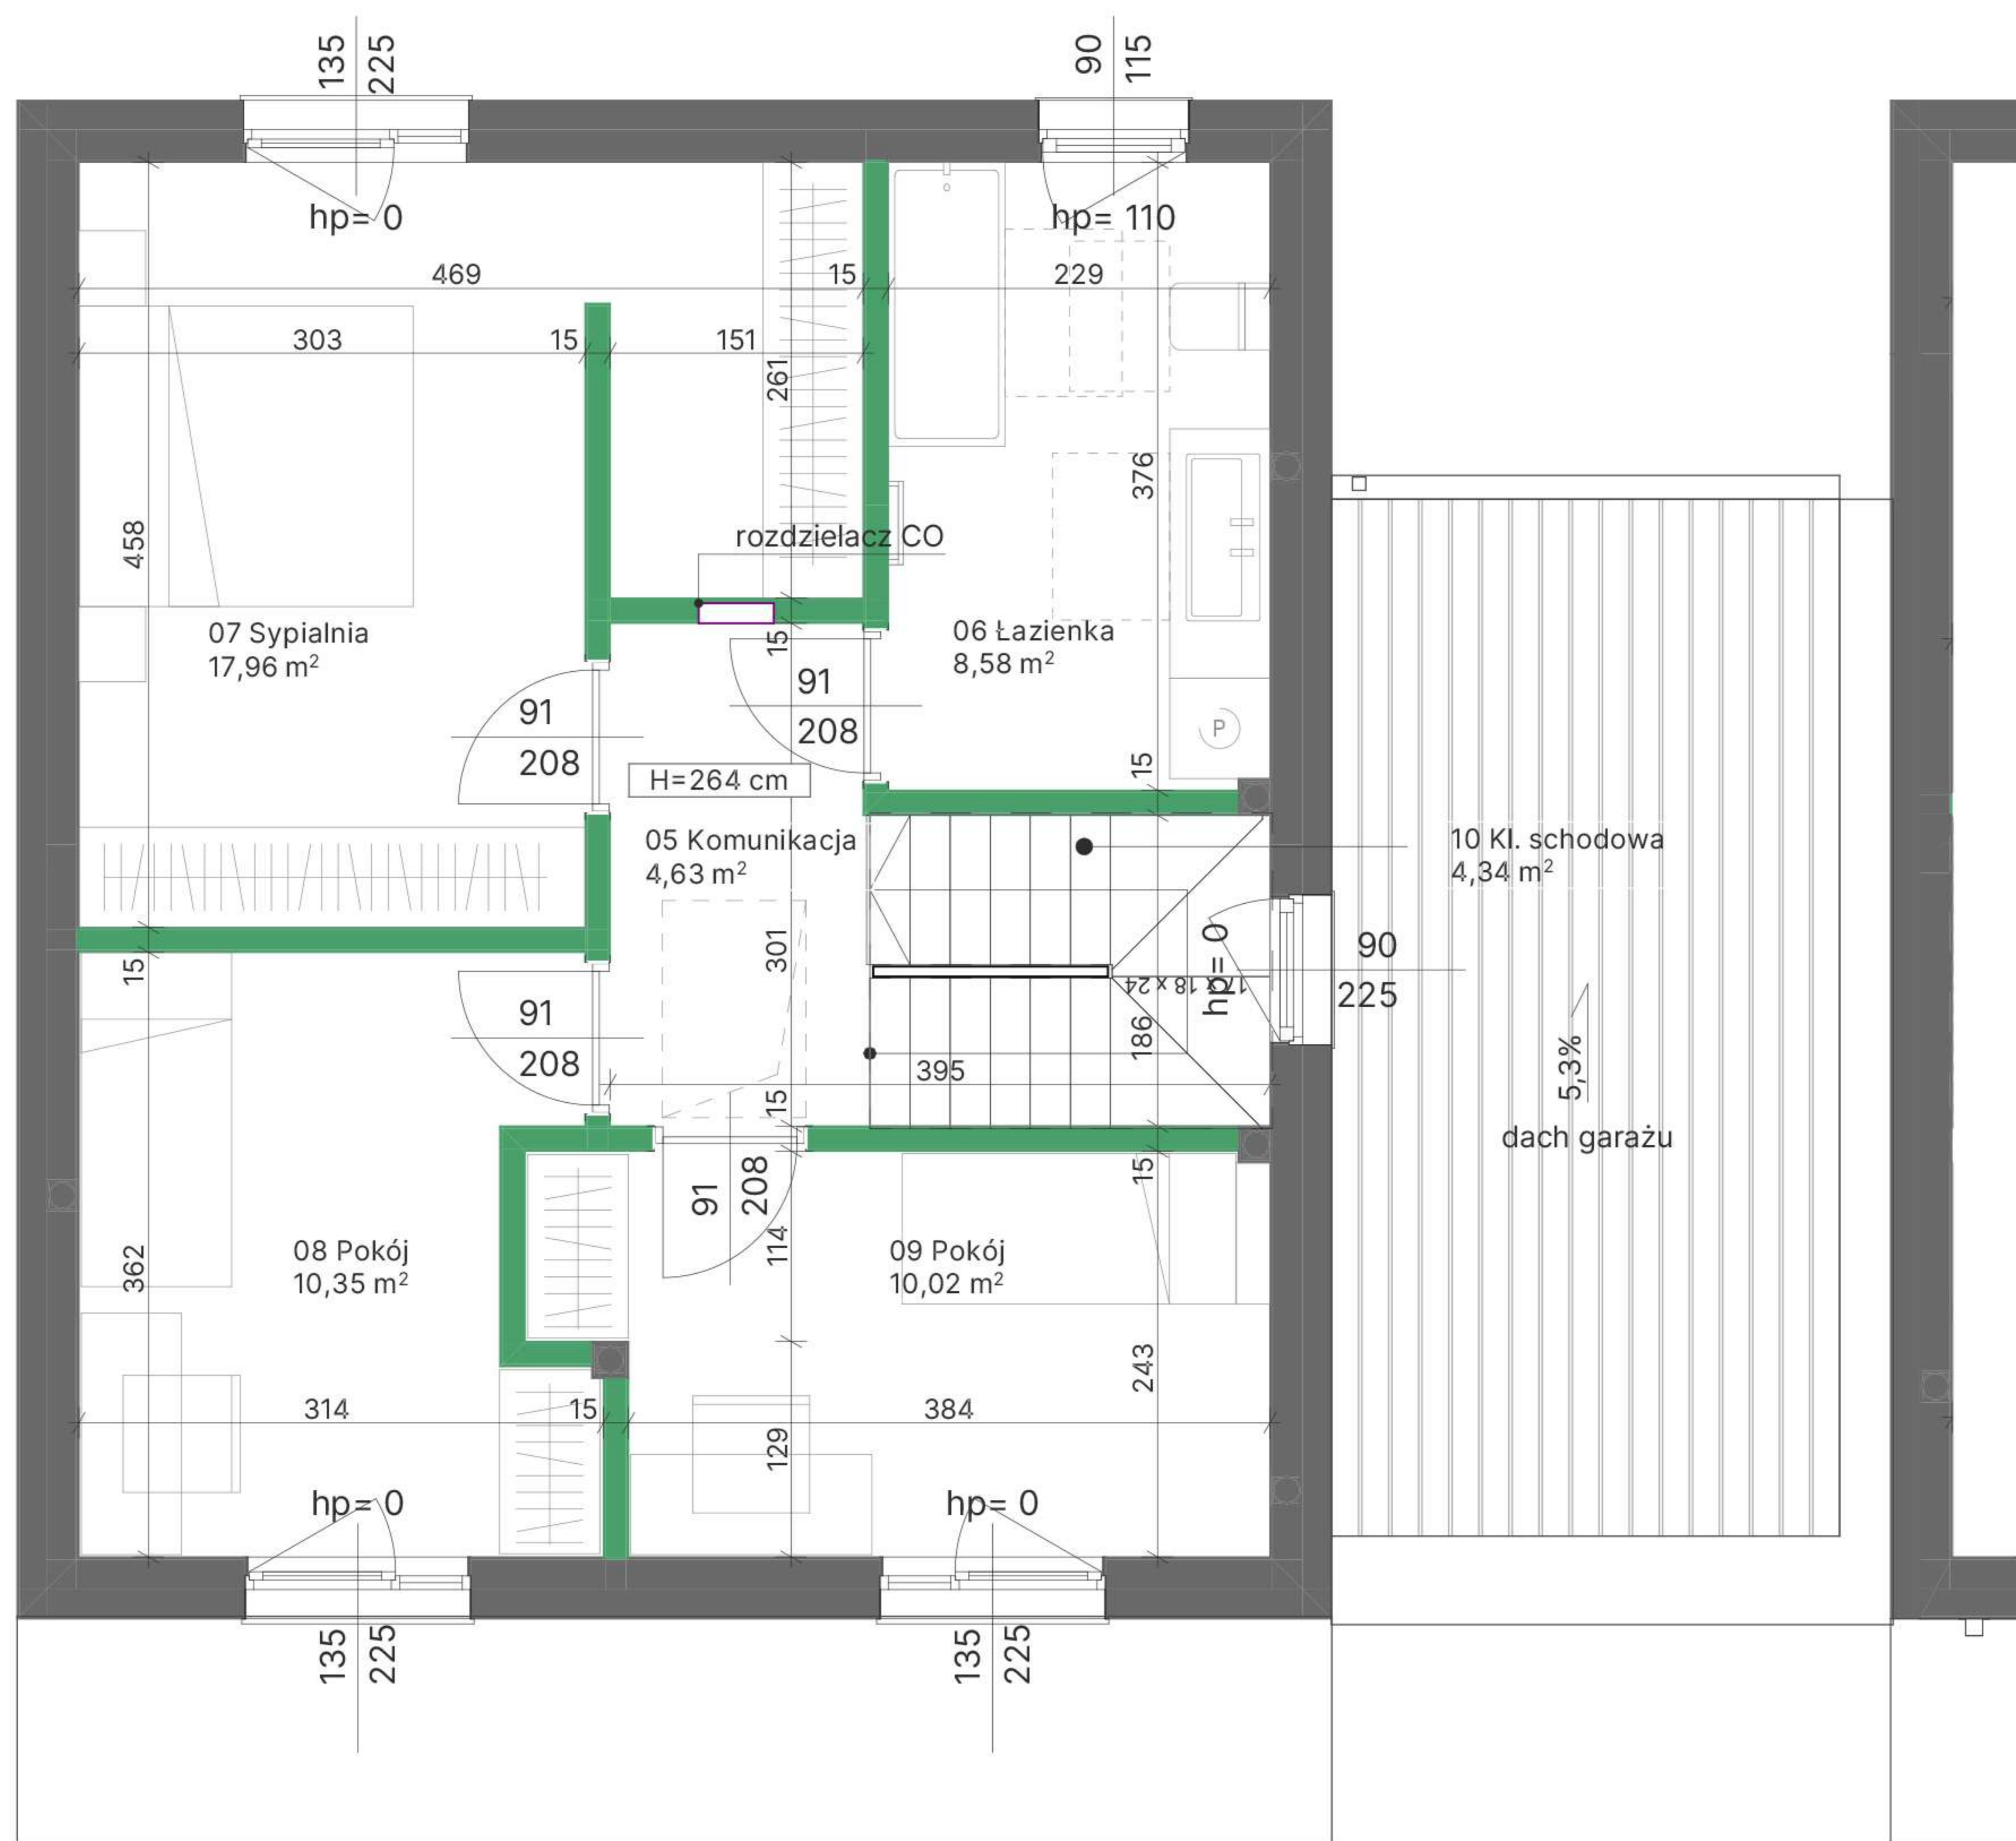 135
225
90
115
hp= 0
hp= 110
469
15
229
303
15
151
261
376
458
rozdzielacz CO
07 Sypialnia
17,96 m²
06 Łazienka
8,58 m²
15
91
208
91
208
P
15
H=264 cm
05 Komunikacja
4,63 m²
10 Kl. schodowa
4,34 m²
301
hp= 0
90
225
15
17 x 18 x 24
91
208
186
395
15
5,3%
dach garażu
15
91
208
114
08 Pokój
10,35 m²
09 Pokój
10,02 m²
362
243
314
15
384
129
hp= 0
hp= 0
135
225
135
225